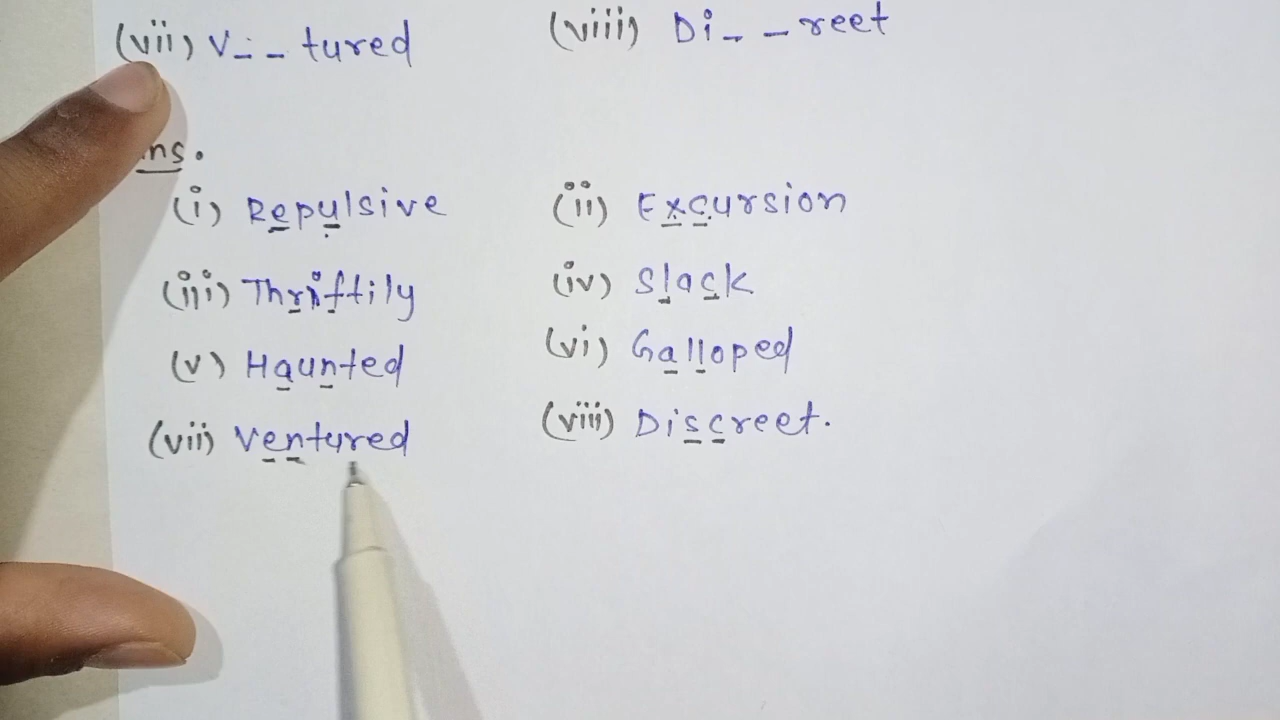 (vii) V_ _ tured (viii) Di_ _reet
Ans.
(i) Repulsive (ii) Excursion
(iii) Thriftily (iv) Slack
(v) Haunted (vi) Galloped
(vii) Ventured (viii) Discreet.